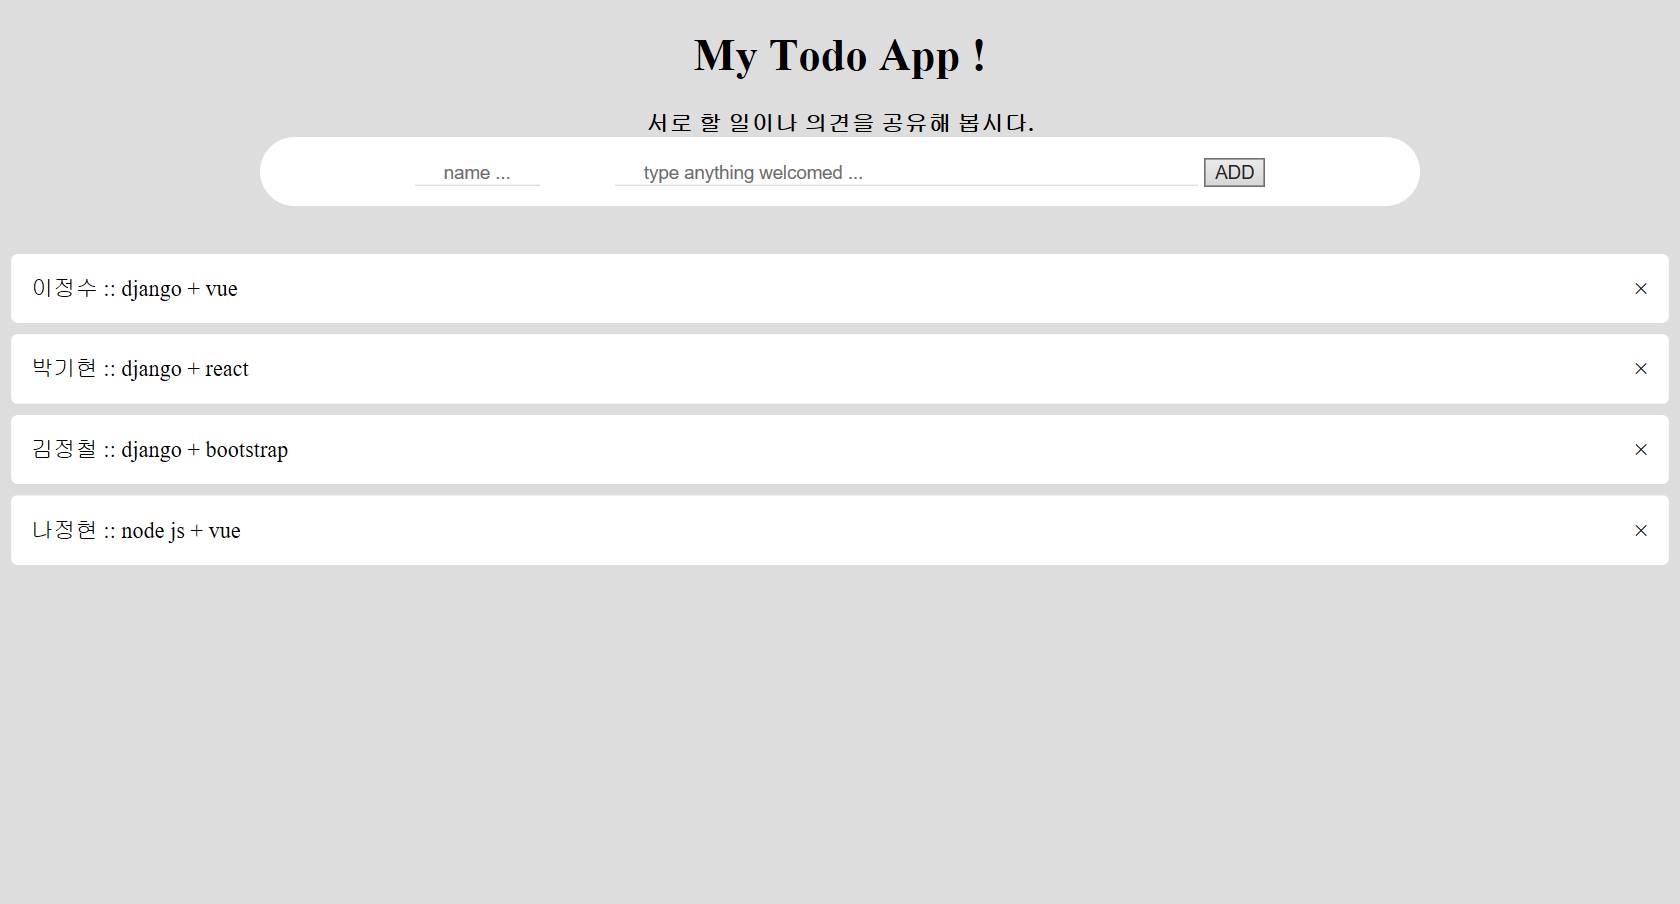 My Todo App !
서로 할 일이나 의견을 공유해 봅시다.
name ... type anything welcomed ... ADD
이정수 :: django + vue ×
박기현 :: django + react ×
김정철 :: django + bootstrap ×
나정현 :: node js + vue ×